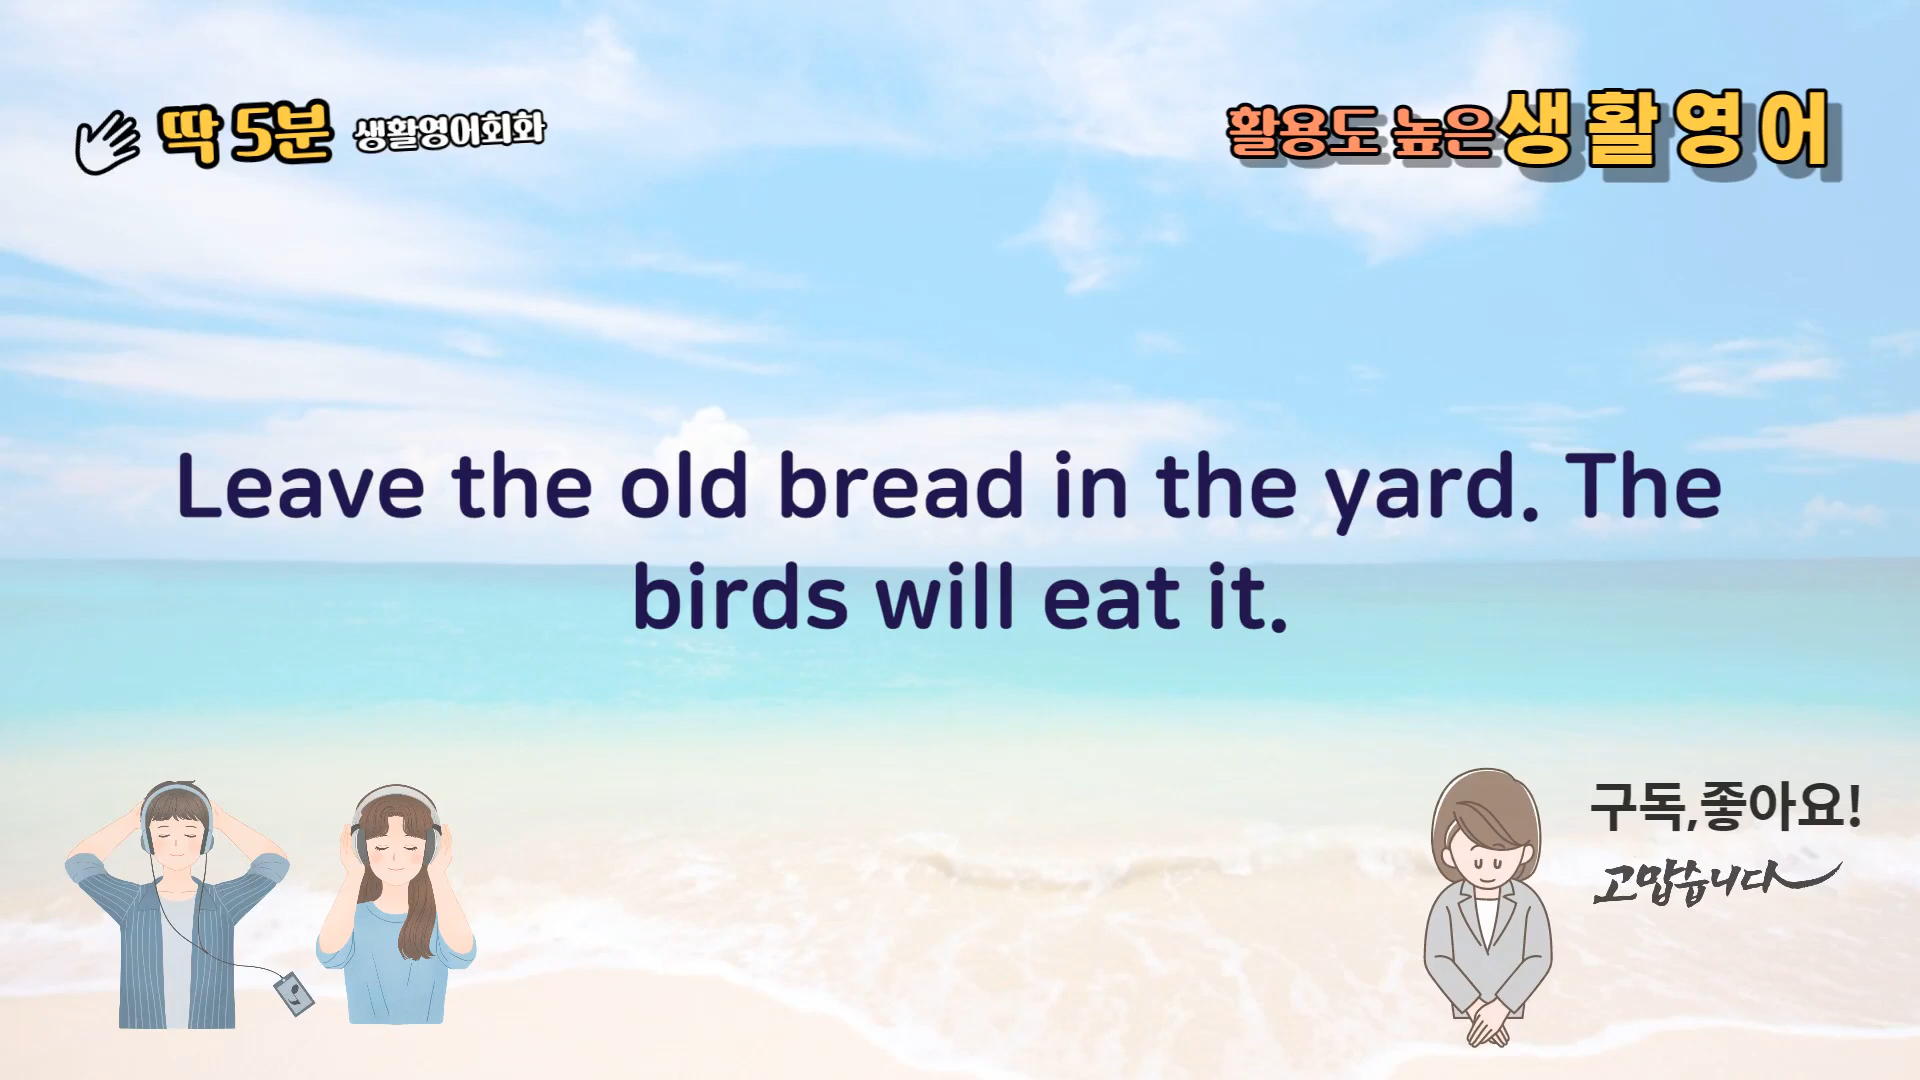 딱 5분 생활영어회화
활용도 높은 생활영어
Leave the old bread in the yard. The
birds will eat it.
구독,좋아요!
고맙습니다